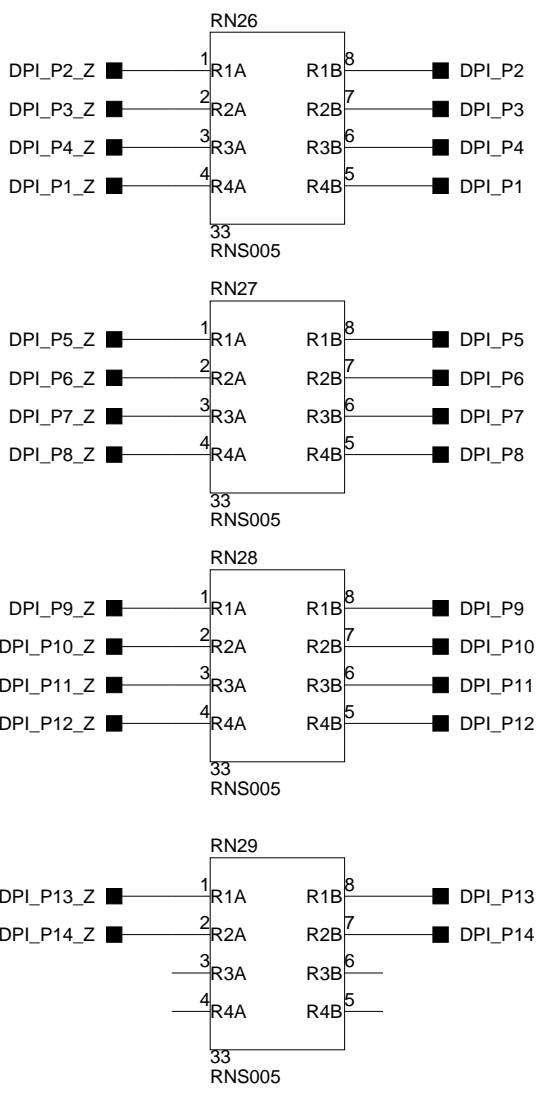 RN26
DPI_P2_Z 1 R1A R1B 8 DPI_P2
DPI_P3_Z 2 R2A R2B 7 DPI_P3
DPI_P4_Z 3 R3A R3B 6 DPI_P4
DPI_P1_Z 4 R4A R4B 5 DPI_P1
33
RNS005
RN27
DPI_P5_Z 1 R1A R1B 8 DPI_P5
DPI_P6_Z 2 R2A R2B 7 DPI_P6
DPI_P7_Z 3 R3A R3B 6 DPI_P7
DPI_P8_Z 4 R4A R4B 5 DPI_P8
33
RNS005
RN28
DPI_P9_Z 1 R1A R1B 8 DPI_P9
DPI_P10_Z 2 R2A R2B 7 DPI_P10
DPI_P11_Z 3 R3A R3B 6 DPI_P11
DPI_P12_Z 4 R4A R4B 5 DPI_P12
33
RNS005
RN29
DPI_P13_Z 1 R1A R1B 8 DPI_P13
DPI_P14_Z 2 R2A R2B 7 DPI_P14
3 R3A R3B 6
4 R4A R4B 5
33
RNS005